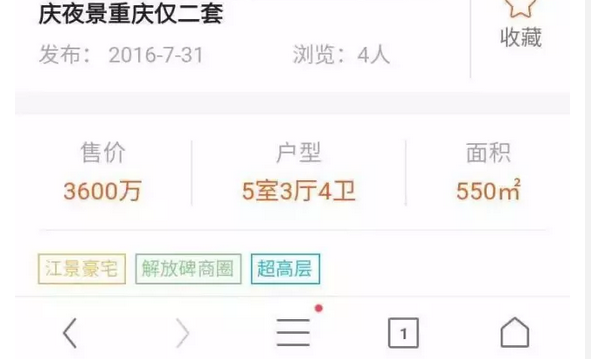 庆夜景重庆仅二套
收藏
发布： 2016-7-31 浏览：4人
售价 户型 面积
3600万 5室3厅4卫 550㎡
江景豪宅 解放碑商圈 超高层
1